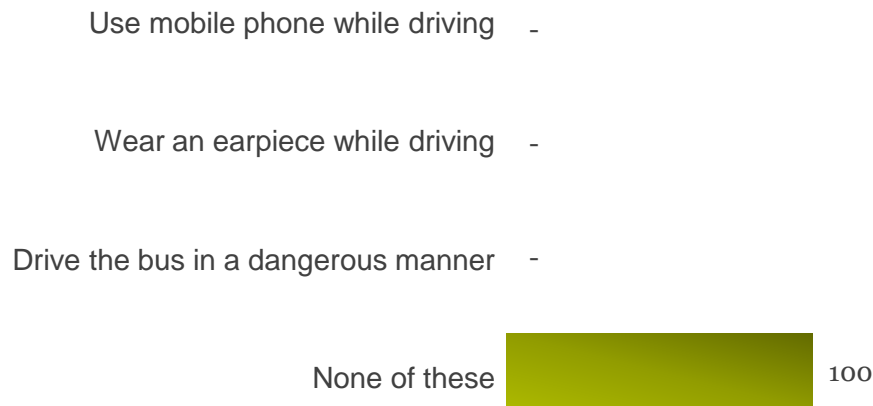 Use mobile phone while driving -
Wear an earpiece while driving -
Drive the bus in a dangerous manner -
None of these 100